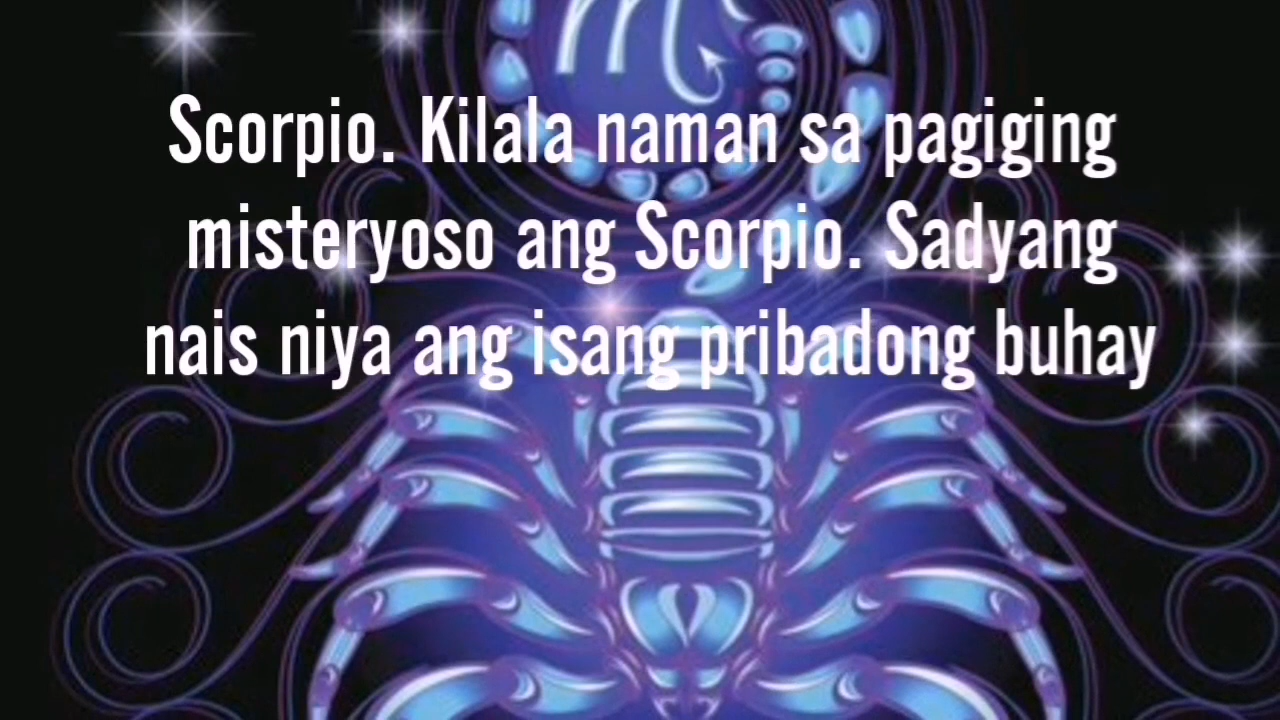 Scorpio. Kilala naman sa pagiging
misteryoso ang Scorpio. Sadyang
nais niya ang isang pribadong buhay